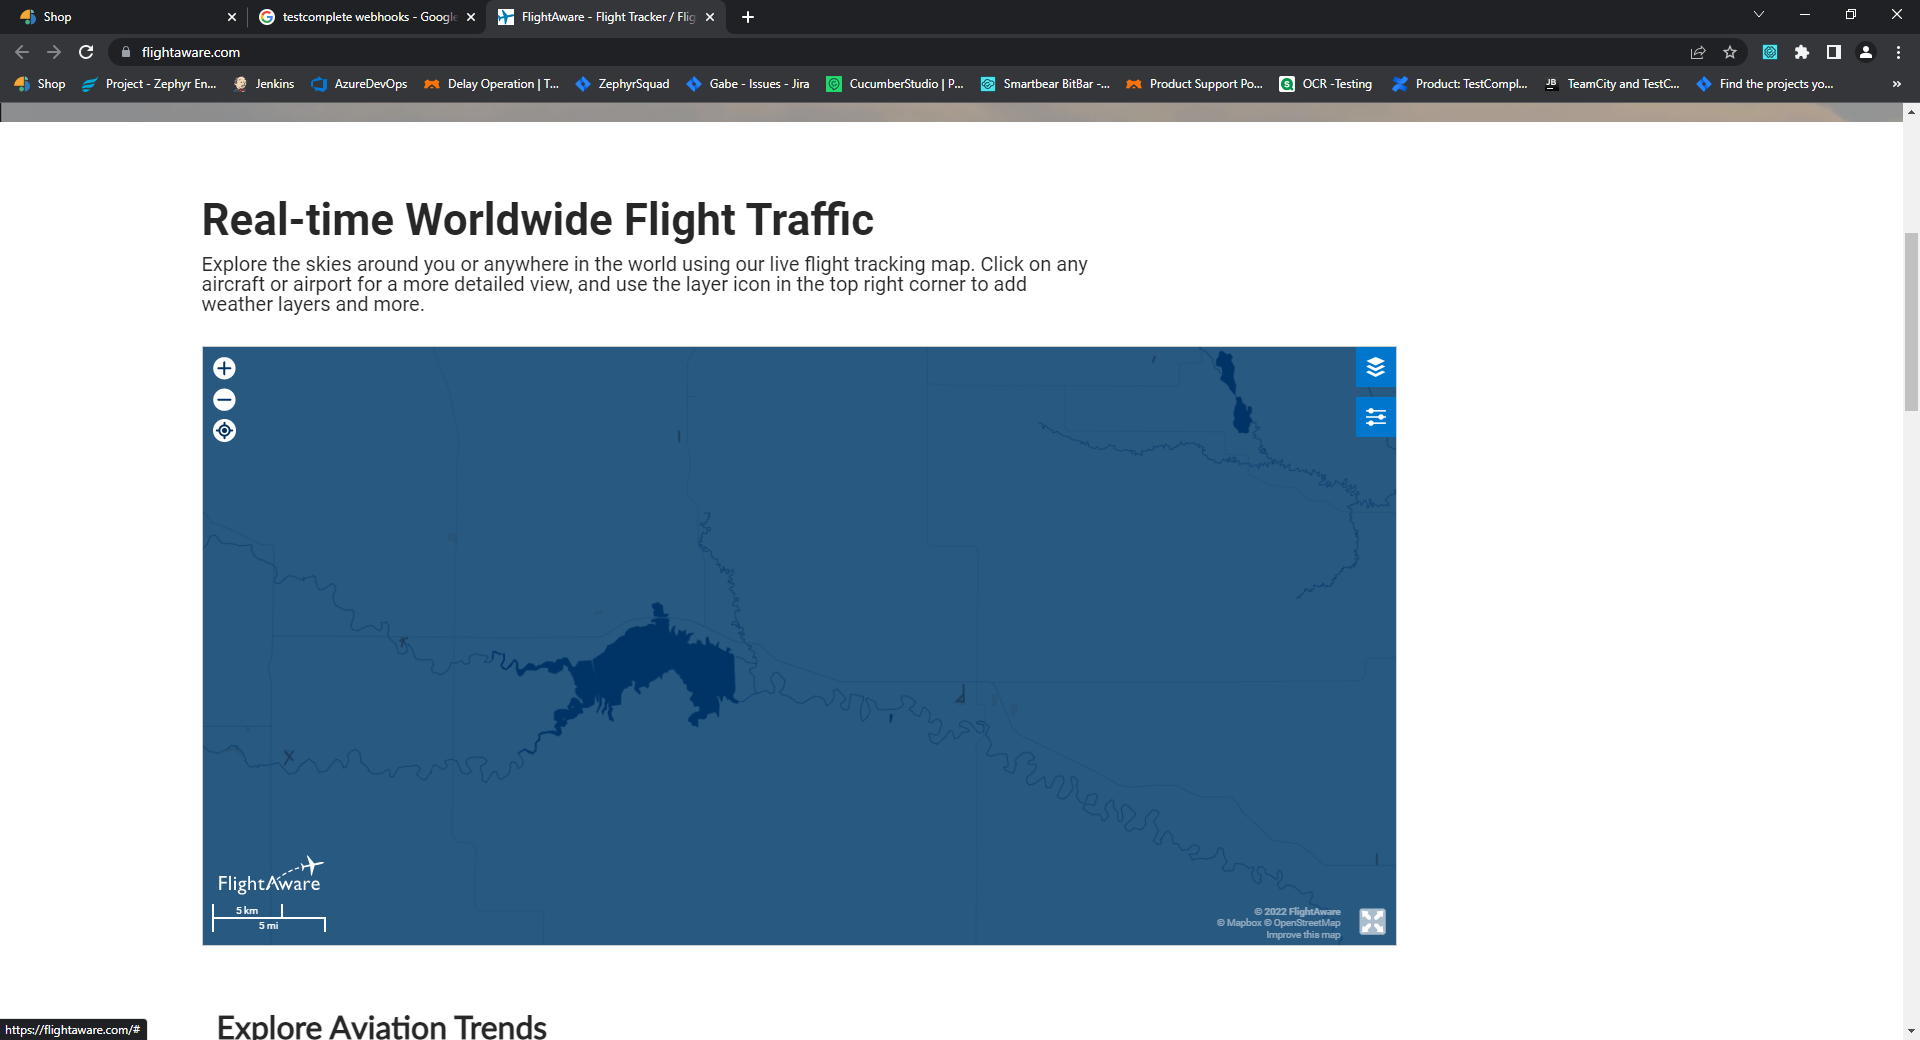 Shop
testcomplete webhooks - Google
FlightAware - Flight Tracker / Flig
flightaware.com
Shop
Project - Zephyr En...
Jenkins
AzureDevOps
Delay Operation | T...
ZephyrSquad
Gabe - Issues - Jira
CucumberStudio | P...
Smartbear BitBar -...
Product Support Po...
OCR -Testing
Product: TestCompl...
TeamCity and TestC...
Find the projects yo...
»
Real-time Worldwide Flight Traffic
Explore the skies around you or anywhere in the world using our live flight tracking map. Click on any
aircraft or airport for a more detailed view, and use the layer icon in the top right corner to add
weather layers and more.
FlightAware
5 km
5 mi
© 2022 FlightAware
© Mapbox © OpenStreetMap
Improve this map
Explore Aviation Trends
https://flightaware.com/#